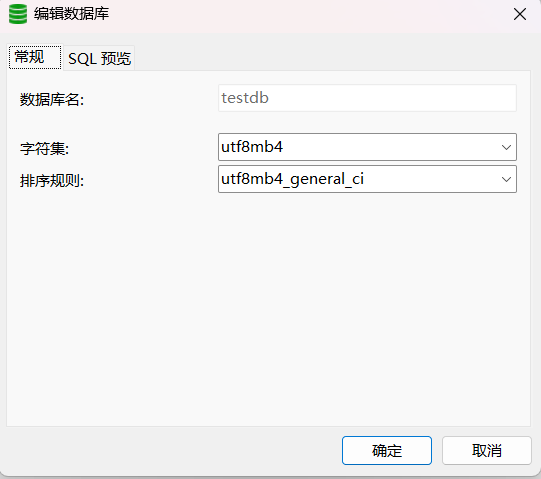 编辑数据库
常规 SQL 预览
数据库名: testdb
字符集: utf8mb4
排序规则: utf8mb4_general_ci
确定 取消